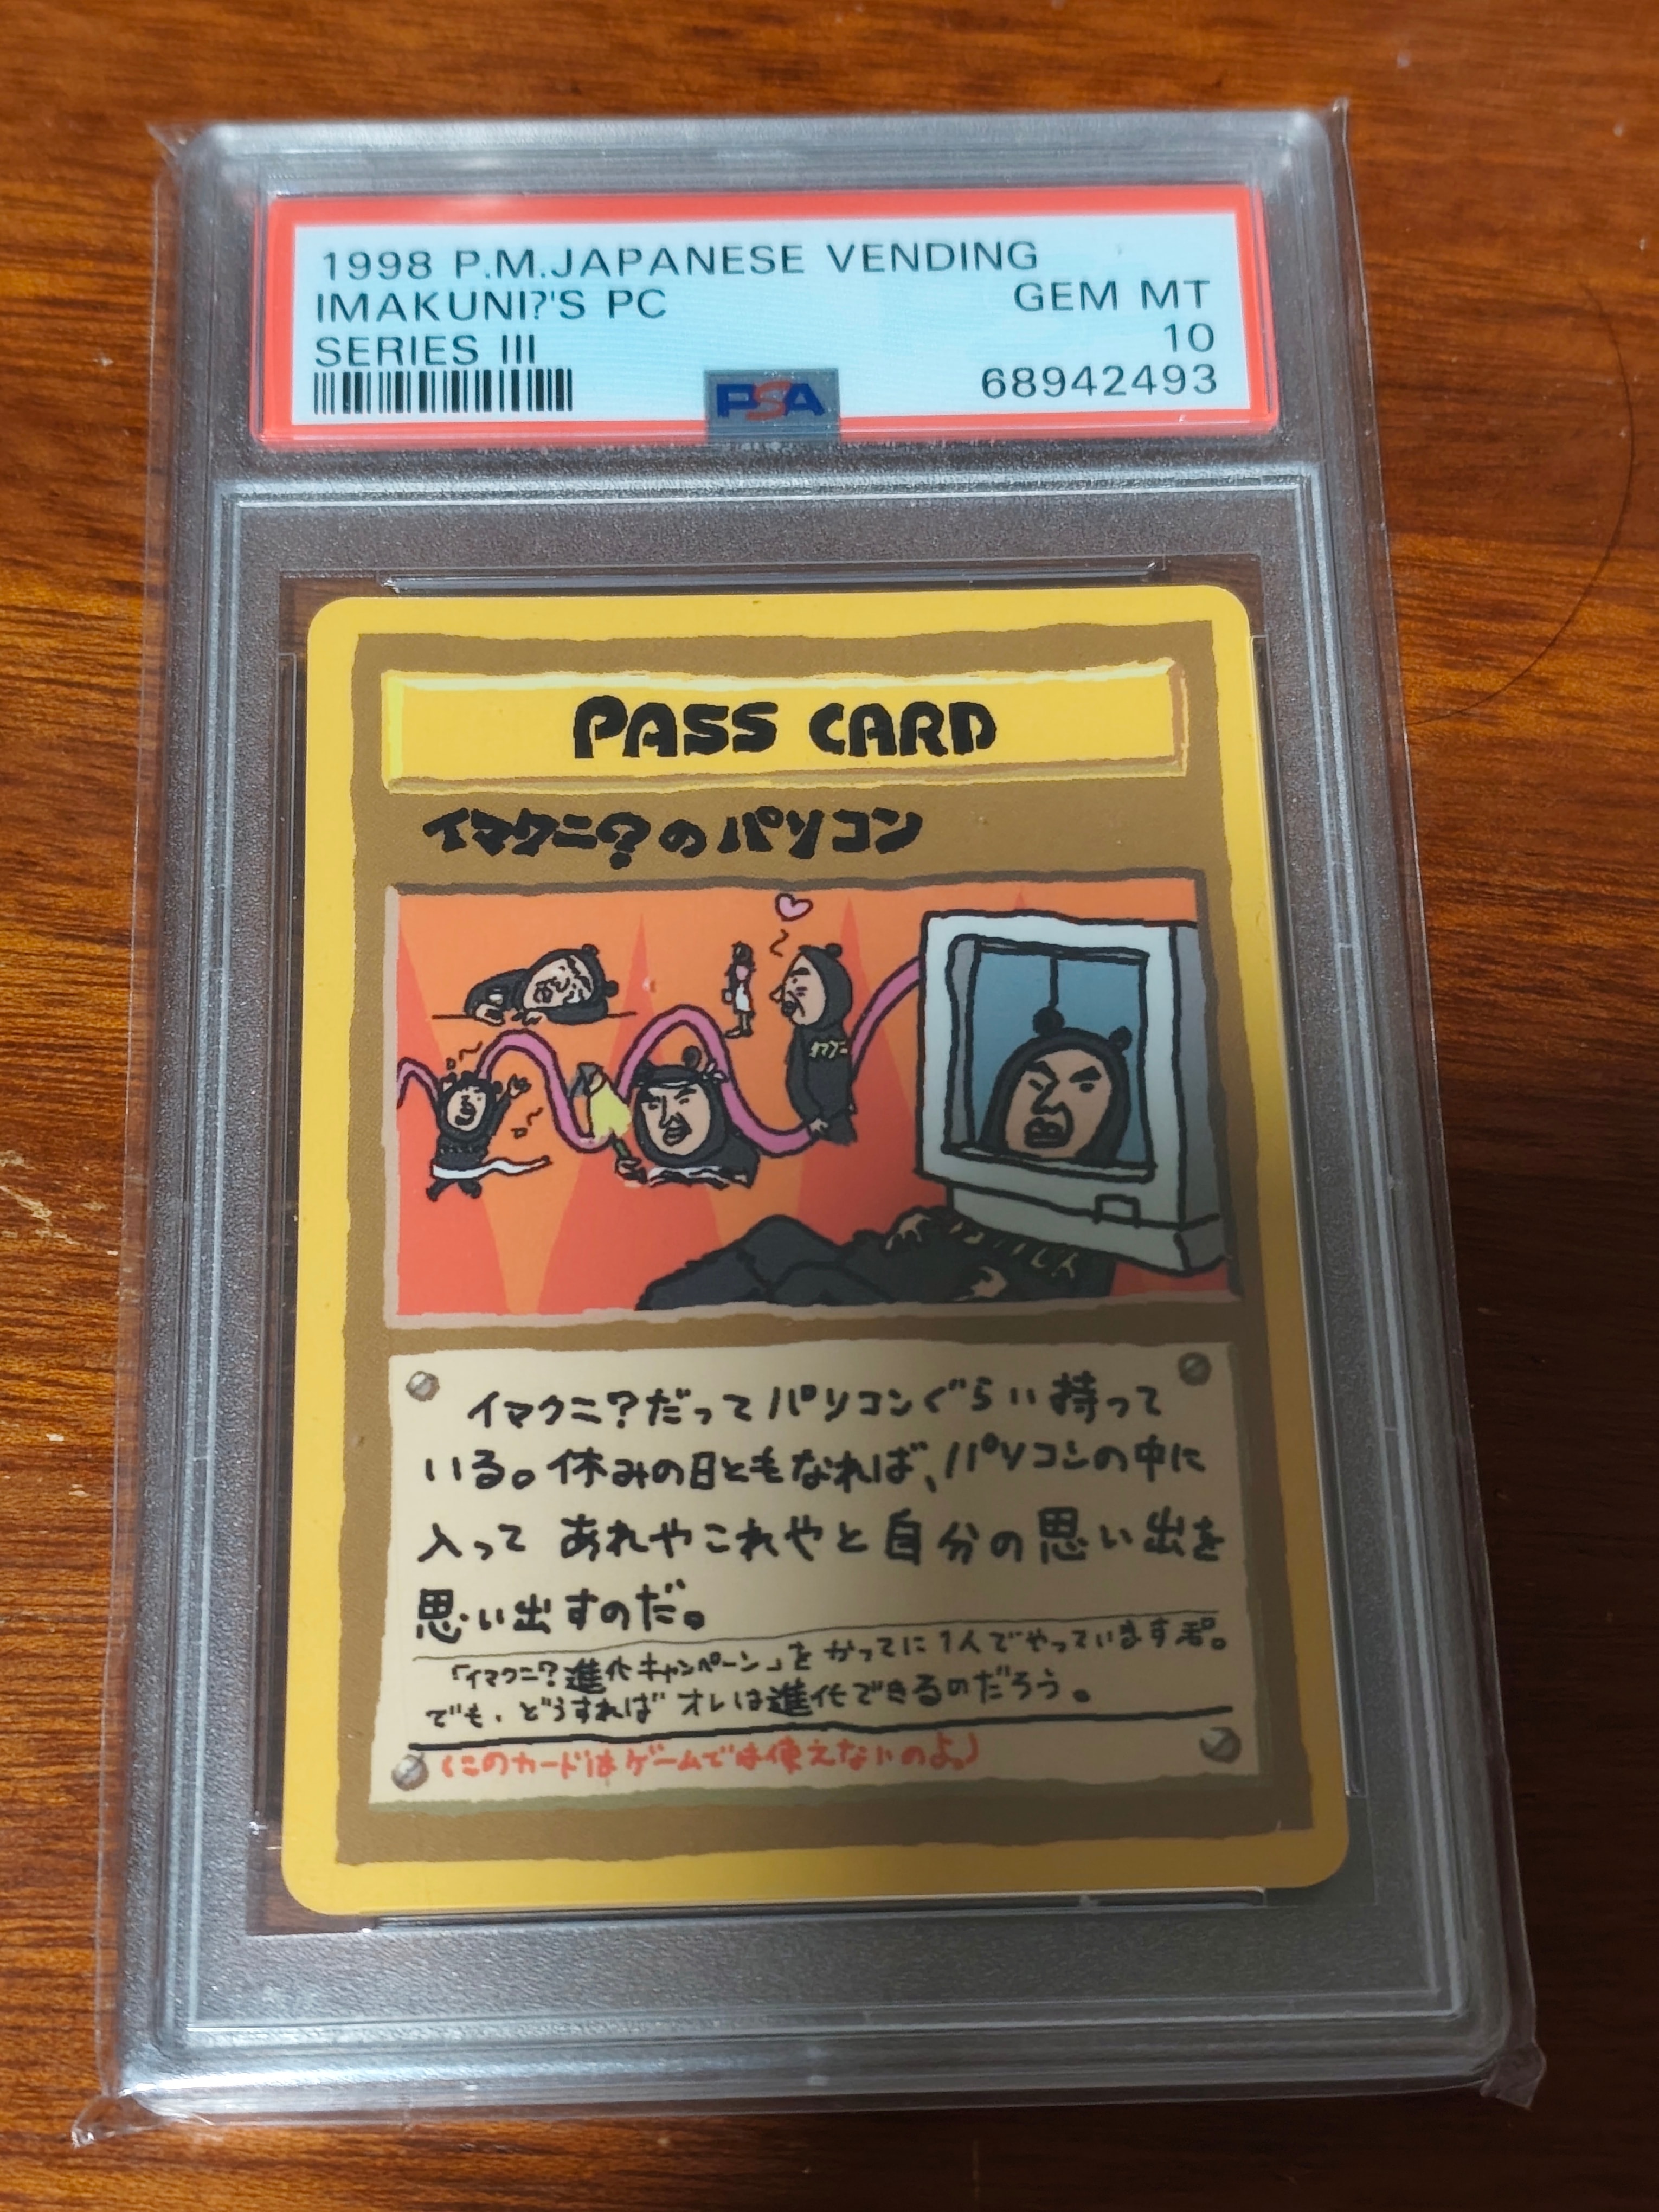 1998 P.M.JAPANESE VENDING
IMAKUNI?'S PC
GEM MT
SERIES III
10
PSA
68942493
PASS CARD
イマクニ?のパソコン
イマクニ?だってパソコンぐらい持って
いる。休みの日ともなれば、パソコンの中に
入って あれやこれやと自分の思い出を
思い出すのだ。
「イマクニ?進化キャンペーン」を かってに1人でやっています
でも、どうすれば オレは進化できるのだろう。
(このカードはゲームでは使えないのよ)